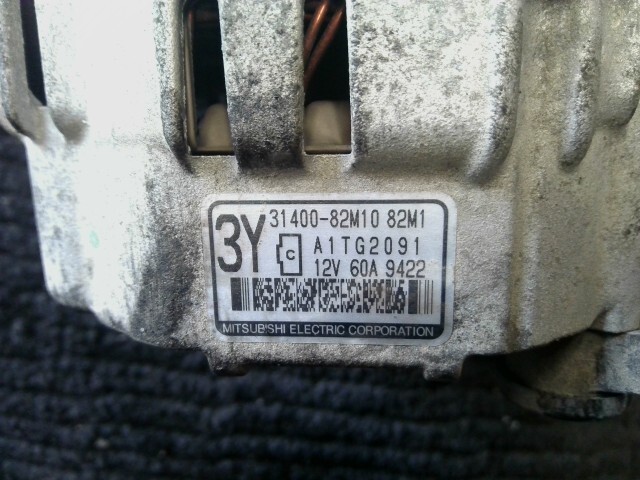 3Y
31400-82M10 82M1
C
A1TG2091
12V 60A 9422
MITSUBISHI ELECTRIC CORPORATION